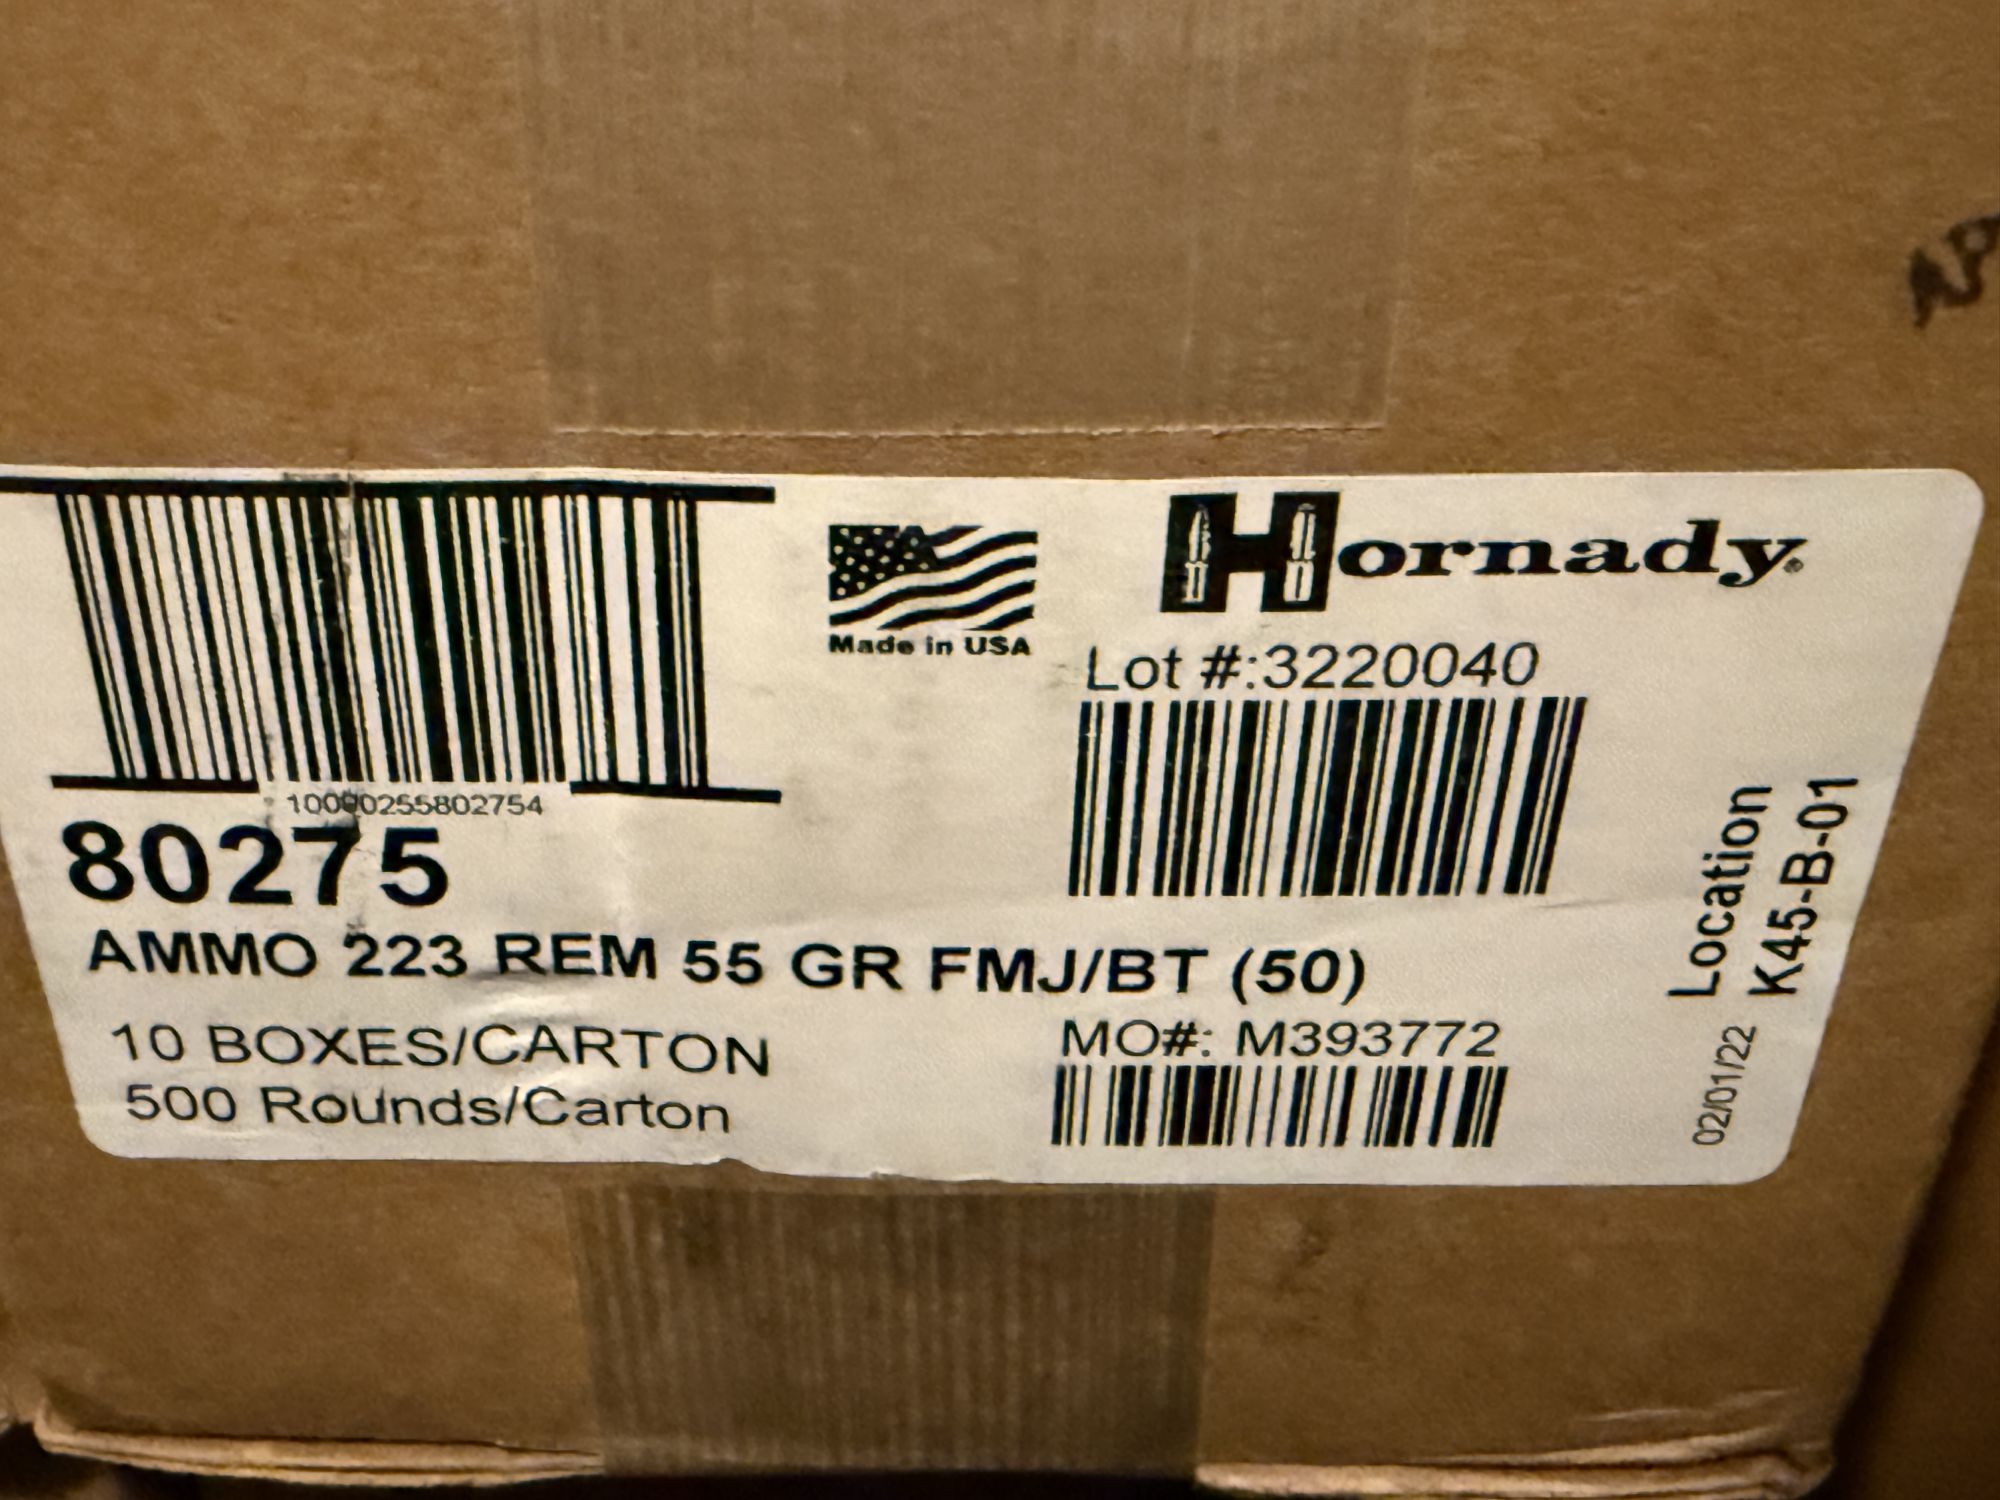 Hornady
Made in USA
Lot #:3220040
10090255802754
80275
AMMO 223 REM 55 GR FMJ/BT (50)
10 BOXES/CARTON
500 Rounds/Carton
MO#: M393772
Location
K45-B-01
02/01/22